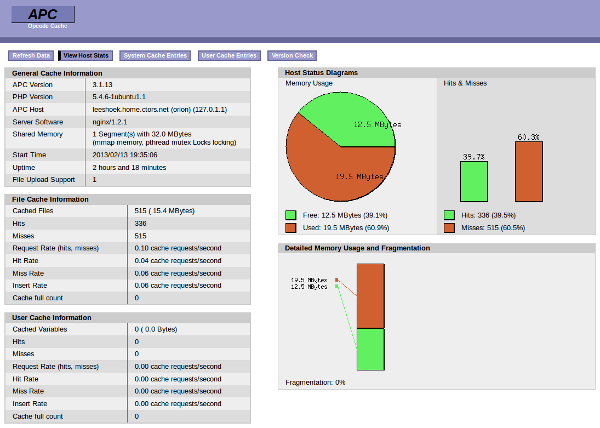 APC
Opcode Cache
Refresh Data
View Host Stats
System Cache Entries
User Cache Entries
Version Check
General Cache Information
APC Version 3.1.13
PHP Version 5.4.6-1ubuntu1.1
APC Host leeshoek.home.ctors.net (orion) (127.0.1.1)
Server Software nginx/1.2.1
Shared Memory 1 Segment(s) with 32.0 MBytes
(mmap memory, pthread mutex Locks locking)
Start Time 2013/02/13 19:35:06
Uptime 2 hours and 18 minutes
File Upload Support 1
File Cache Information
Cached Files 515 ( 15.4 MBytes)
Hits 336
Misses 515
Request Rate (hits, misses) 0.10 cache requests/second
Hit Rate 0.04 cache requests/second
Miss Rate 0.06 cache requests/second
Insert Rate 0.06 cache requests/second
Cache full count 0
User Cache Information
Cached Variables 0 ( 0.0 Bytes)
Hits 0
Misses 0
Request Rate (hits, misses) 0.00 cache requests/second
Hit Rate 0.00 cache requests/second
Miss Rate 0.00 cache requests/second
Insert Rate 0.00 cache requests/second
Cache full count 0
Host Status Diagrams
Memory Usage
12.5 MBytes
19.5 MBytes
Free: 12.5 MBytes (39.1%)
Used: 19.5 MBytes (60.9%)
Hits & Misses
Hits: 336 (39.5%)
Misses: 515 (60.5%)
Detailed Memory Usage and Fragmentation
19.5 MBytes
12.5 MBytes
Fragmentation: 0%